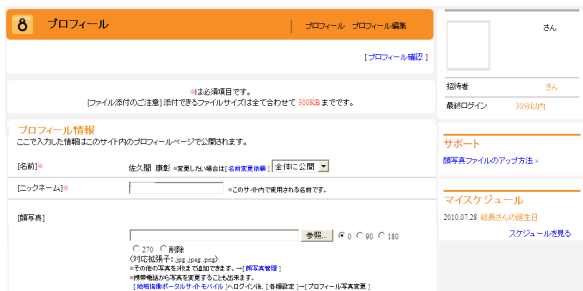 8 プロフィール
プロフィール プロフィール編集
[プロフィール確認]
※は必須項目です。
[ファイル添付のご注意]添付できるファイルサイズは全て合わせて 300KB までです。
プロフィール情報
ここで入力した情報はこのサイト内のプロフィールページで公開されます。
[名前]※ 佐久間 康彰 ※変更したい場合は[名前変更依頼] 全体に公開
[ニックネーム]※ ※このサイト内で使用される名前です。
[顔写真]
参照... 0 90 180
270 削除
(対応拡張子:.jpg .jpeg .png)
※その他の写真を3枚まで追加できます。→[顔写真管理]
※携帯電話から写真を変更することも出来ます。
[地域協働ポータルサイトモバイル]へログイン後、[各種設定]→[プロフィール写真変更]
さん
招待者 さん
最終ログイン 30分以内
サポート
顔写真ファイルのアップ方法 »
マイスケジュール
2010.07.28 さんの誕生日
スケジュールを見る